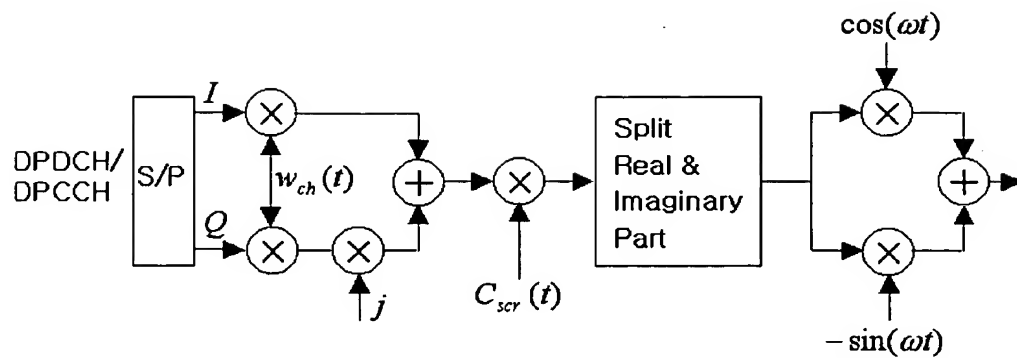 cos(ωt)
I
DPDCH/
DPCCH
S/P
w_ch(t)
Q
j
C_scr(t)
Split
Real &
Imaginary
Part
−sin(ωt)